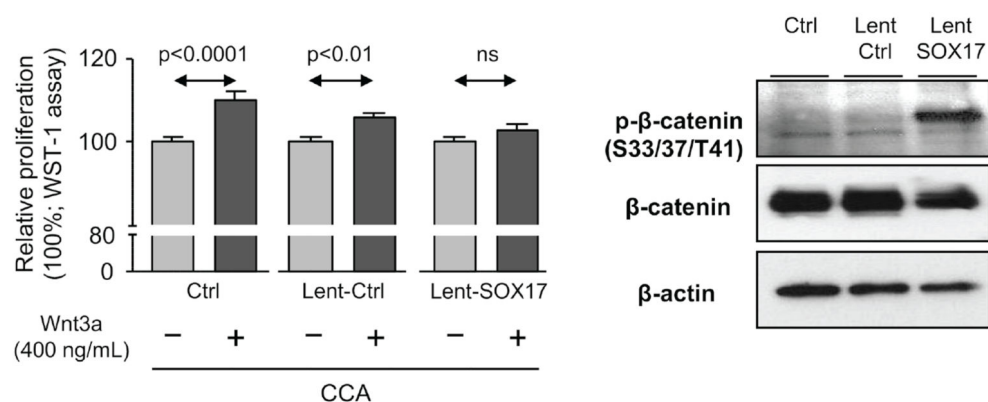 Relative proliferation
(100%; WST-1 assay)
120
100
80
0
p<0.0001
p<0.01
ns
Ctrl
Lent-Ctrl
Lent-SOX17
Wnt3a
(400 ng/mL)
− + − + − +
CCA
Ctrl
Lent
Ctrl
Lent
SOX17
p-β-catenin
(S33/37/T41)
β-catenin
β-actin